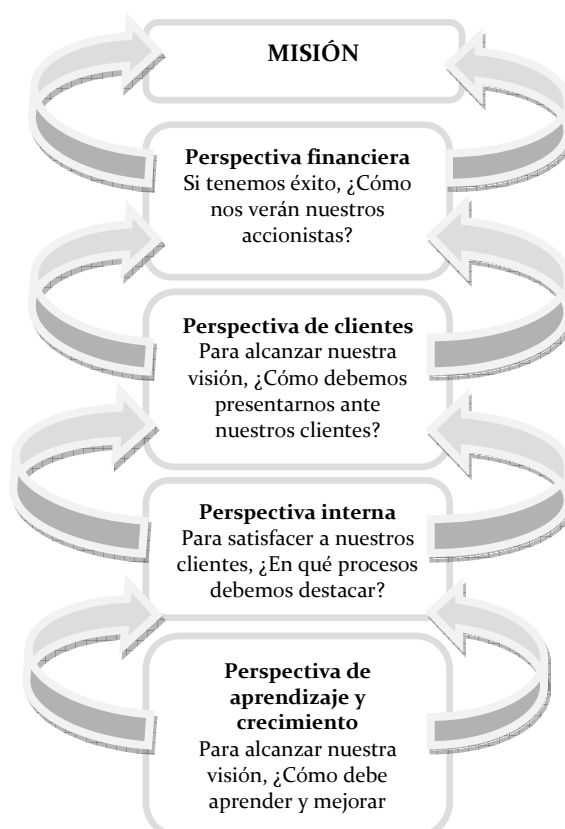 MISIÓN
Perspectiva financiera
Si tenemos éxito, ¿Cómo
nos verán nuestros
accionistas?
Perspectiva de clientes
Para alcanzar nuestra
visión, ¿Cómo debemos
presentarnos ante
nuestros clientes?
Perspectiva interna
Para satisfacer a nuestros
clientes, ¿En qué procesos
debemos destacar?
Perspectiva de
aprendizaje y
crecimiento
Para alcanzar nuestra
visión, ¿Cómo debe
aprender y mejorar